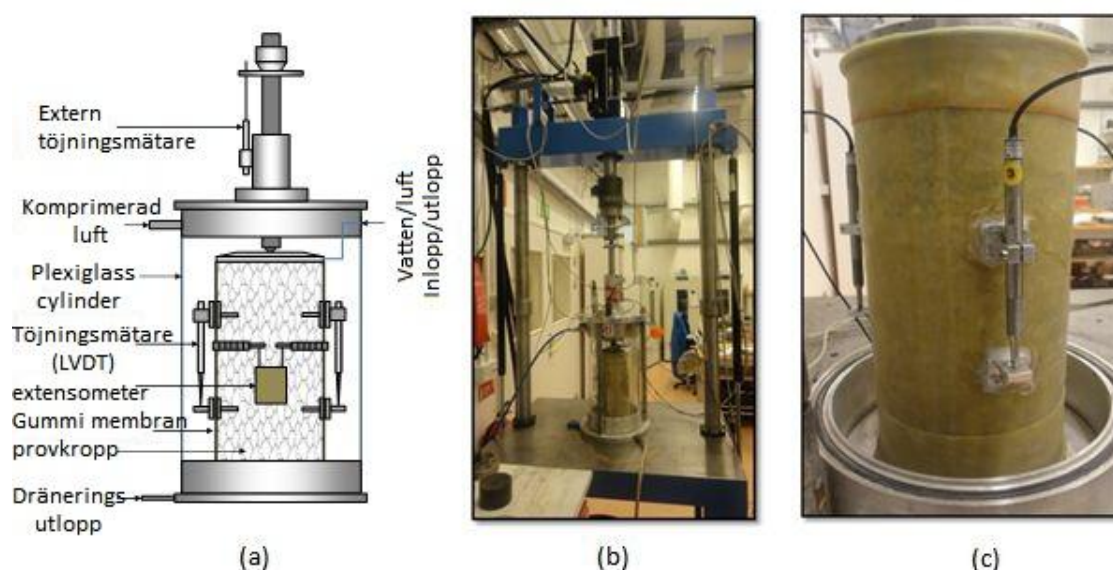 Extern
töjningsmätare
Komprimerad
luft
Plexiglass
cylinder
Töjningsmätare
(LVDT)
extensometer
Gummi membran
provkropp
Dränerings
utlopp
Vatten/luft
Inlopp/utlopp
(a)
(b)
(c)